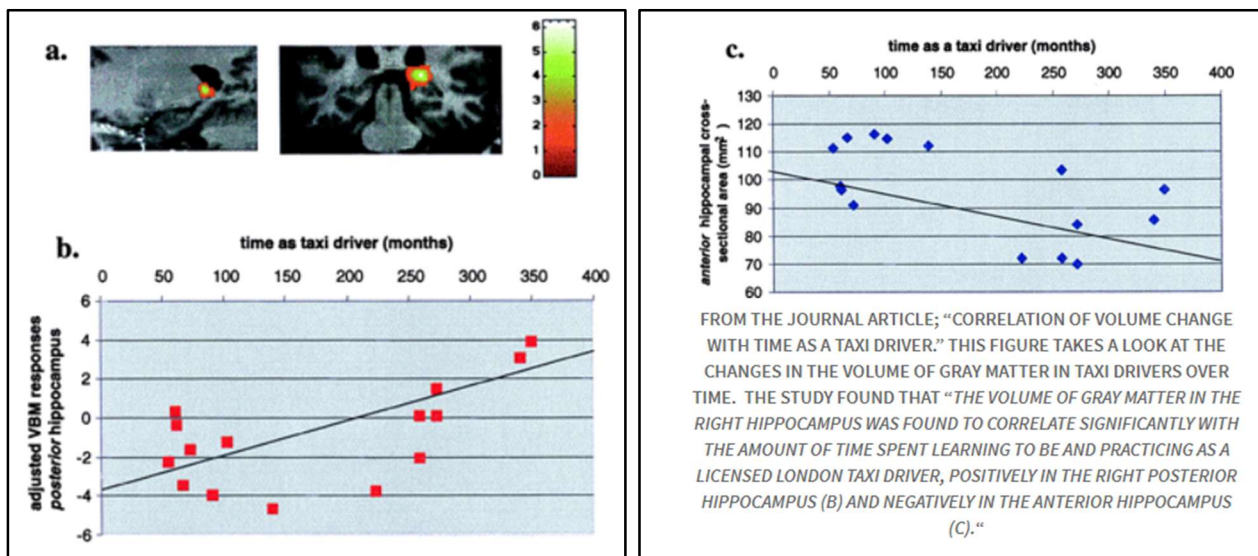 a.
6
5
4
3
2
1
0
b.
time as taxi driver (months)
0 50 100 150 200 250 300 350 400
adjusted VBM responses
posterior hippocampus
6
4
2
0
-2
-4
-6
c.
time as a taxi driver (months)
0 50 100 150 200 250 300 350 400
anterior hippocampal cross-
sectional area (mm²)
130
120
110
100
90
80
70
60
FROM THE JOURNAL ARTICLE; “CORRELATION OF VOLUME CHANGE
WITH TIME AS A TAXI DRIVER.” THIS FIGURE TAKES A LOOK AT THE
CHANGES IN THE VOLUME OF GRAY MATTER IN TAXI DRIVERS OVER
TIME. THE STUDY FOUND THAT “THE VOLUME OF GRAY MATTER IN THE
RIGHT HIPPOCAMPUS WAS FOUND TO CORRELATE SIGNIFICANTLY WITH
THE AMOUNT OF TIME SPENT LEARNING TO BE AND PRACTICING AS A
LICENSED LONDON TAXI DRIVER, POSITIVELY IN THE RIGHT POSTERIOR
HIPPOCAMPUS (B) AND NEGATIVELY IN THE ANTERIOR HIPPOCAMPUS
(C).“